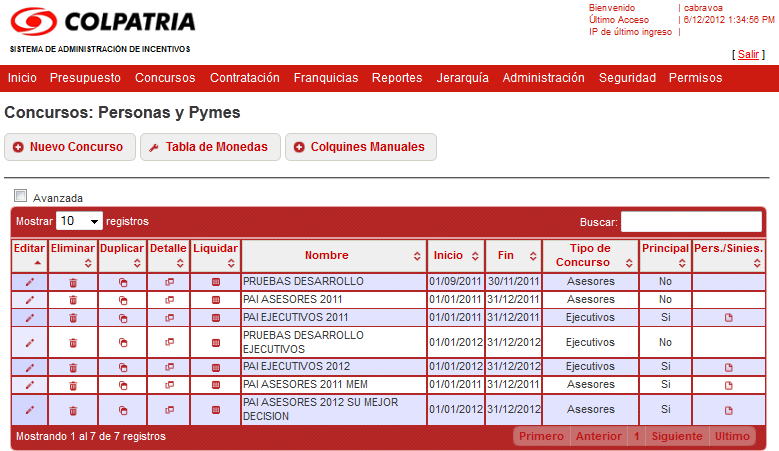 COLPATRIA
SISTEMA DE ADMINISTRACIÓN DE INCENTIVOS
Bienvenido | cabravoa
Último Acceso | 6/12/2012 1:34:56 PM
IP de último ingreso |
[ Salir ]
Inicio Presupuesto Concursos Contratación Franquicias Reportes Jerarquía Administración Seguridad Permisos
Concursos: Personas y Pymes
Nuevo Concurso Tabla de Monedas Colquines Manuales
Avanzada
Mostrar 10 registros Buscar:
Editar Eliminar Duplicar Detalle Liquidar Nombre Inicio Fin Tipo de Concurso Principal Pers./Sinies.
PRUEBAS DESARROLLO 01/09/2011 30/11/2011 Asesores No
PAI ASESORES 2011 01/01/2011 31/12/2011 Asesores No
PAI EJECUTIVOS 2011 01/01/2011 31/12/2011 Ejecutivos Si
PRUEBAS DESARROLLO
EJECUTIVOS 01/01/2012 31/12/2012 Ejecutivos No
PAI EJECUTIVOS 2012 01/01/2012 31/12/2012 Ejecutivos Si
PAI ASESORES 2011 MEM 01/01/2011 31/12/2011 Asesores Si
PAI ASESORES 2012 SU MEJOR
DECISION 01/01/2012 31/12/2012 Asesores Si
Mostrando 1 al 7 de 7 registros Primero Anterior 1 Siguiente Ultimo